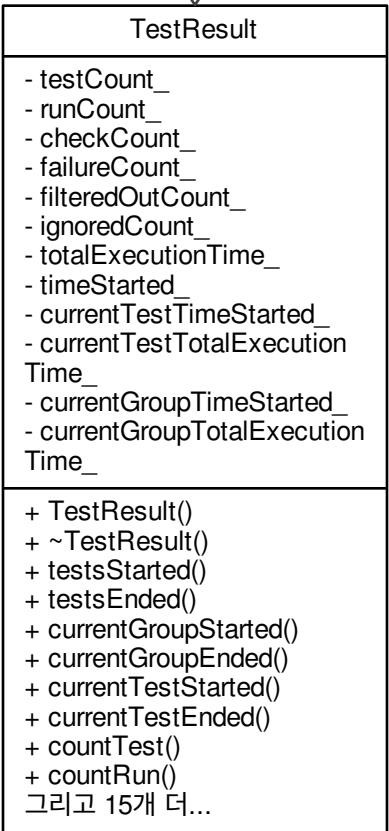 TestResult
- testCount_
- runCount_
- checkCount_
- failureCount_
- filteredOutCount_
- ignoredCount_
- totalExecutionTime_
- timeStarted_
- currentTestTimeStarted_
- currentTestTotalExecution
Time_
- currentGroupTimeStarted_
- currentGroupTotalExecution
Time_
+ TestResult()
+ ~TestResult()
+ testsStarted()
+ testsEnded()
+ currentGroupStarted()
+ currentGroupEnded()
+ currentTestStarted()
+ currentTestEnded()
+ countTest()
+ countRun()
그리고 15개 더...